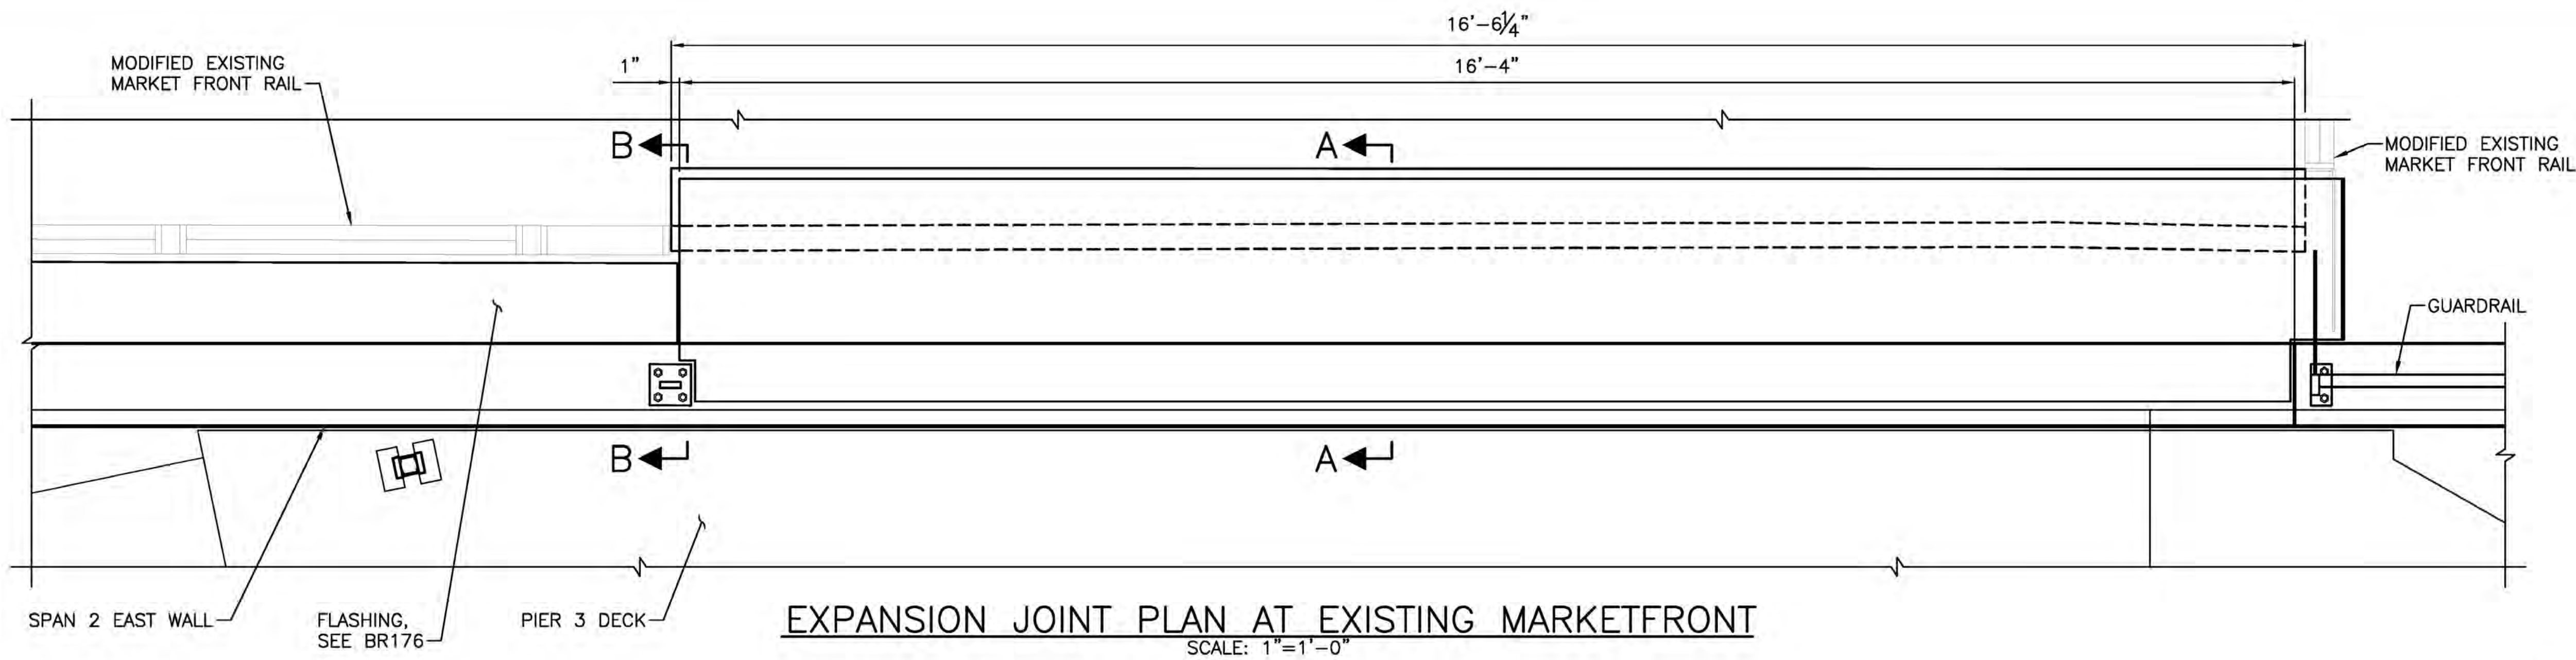 16'-6¼"
1"
16'-4"
MODIFIED EXISTING
MARKET FRONT RAIL
B
A
MODIFIED EXISTING
MARKET FRONT RAIL
GUARDRAIL
B
A
SPAN 2 EAST WALL
FLASHING,
SEE BR176
PIER 3 DECK
EXPANSION JOINT PLAN AT EXISTING MARKETFRONT
SCALE: 1"=1'-0"